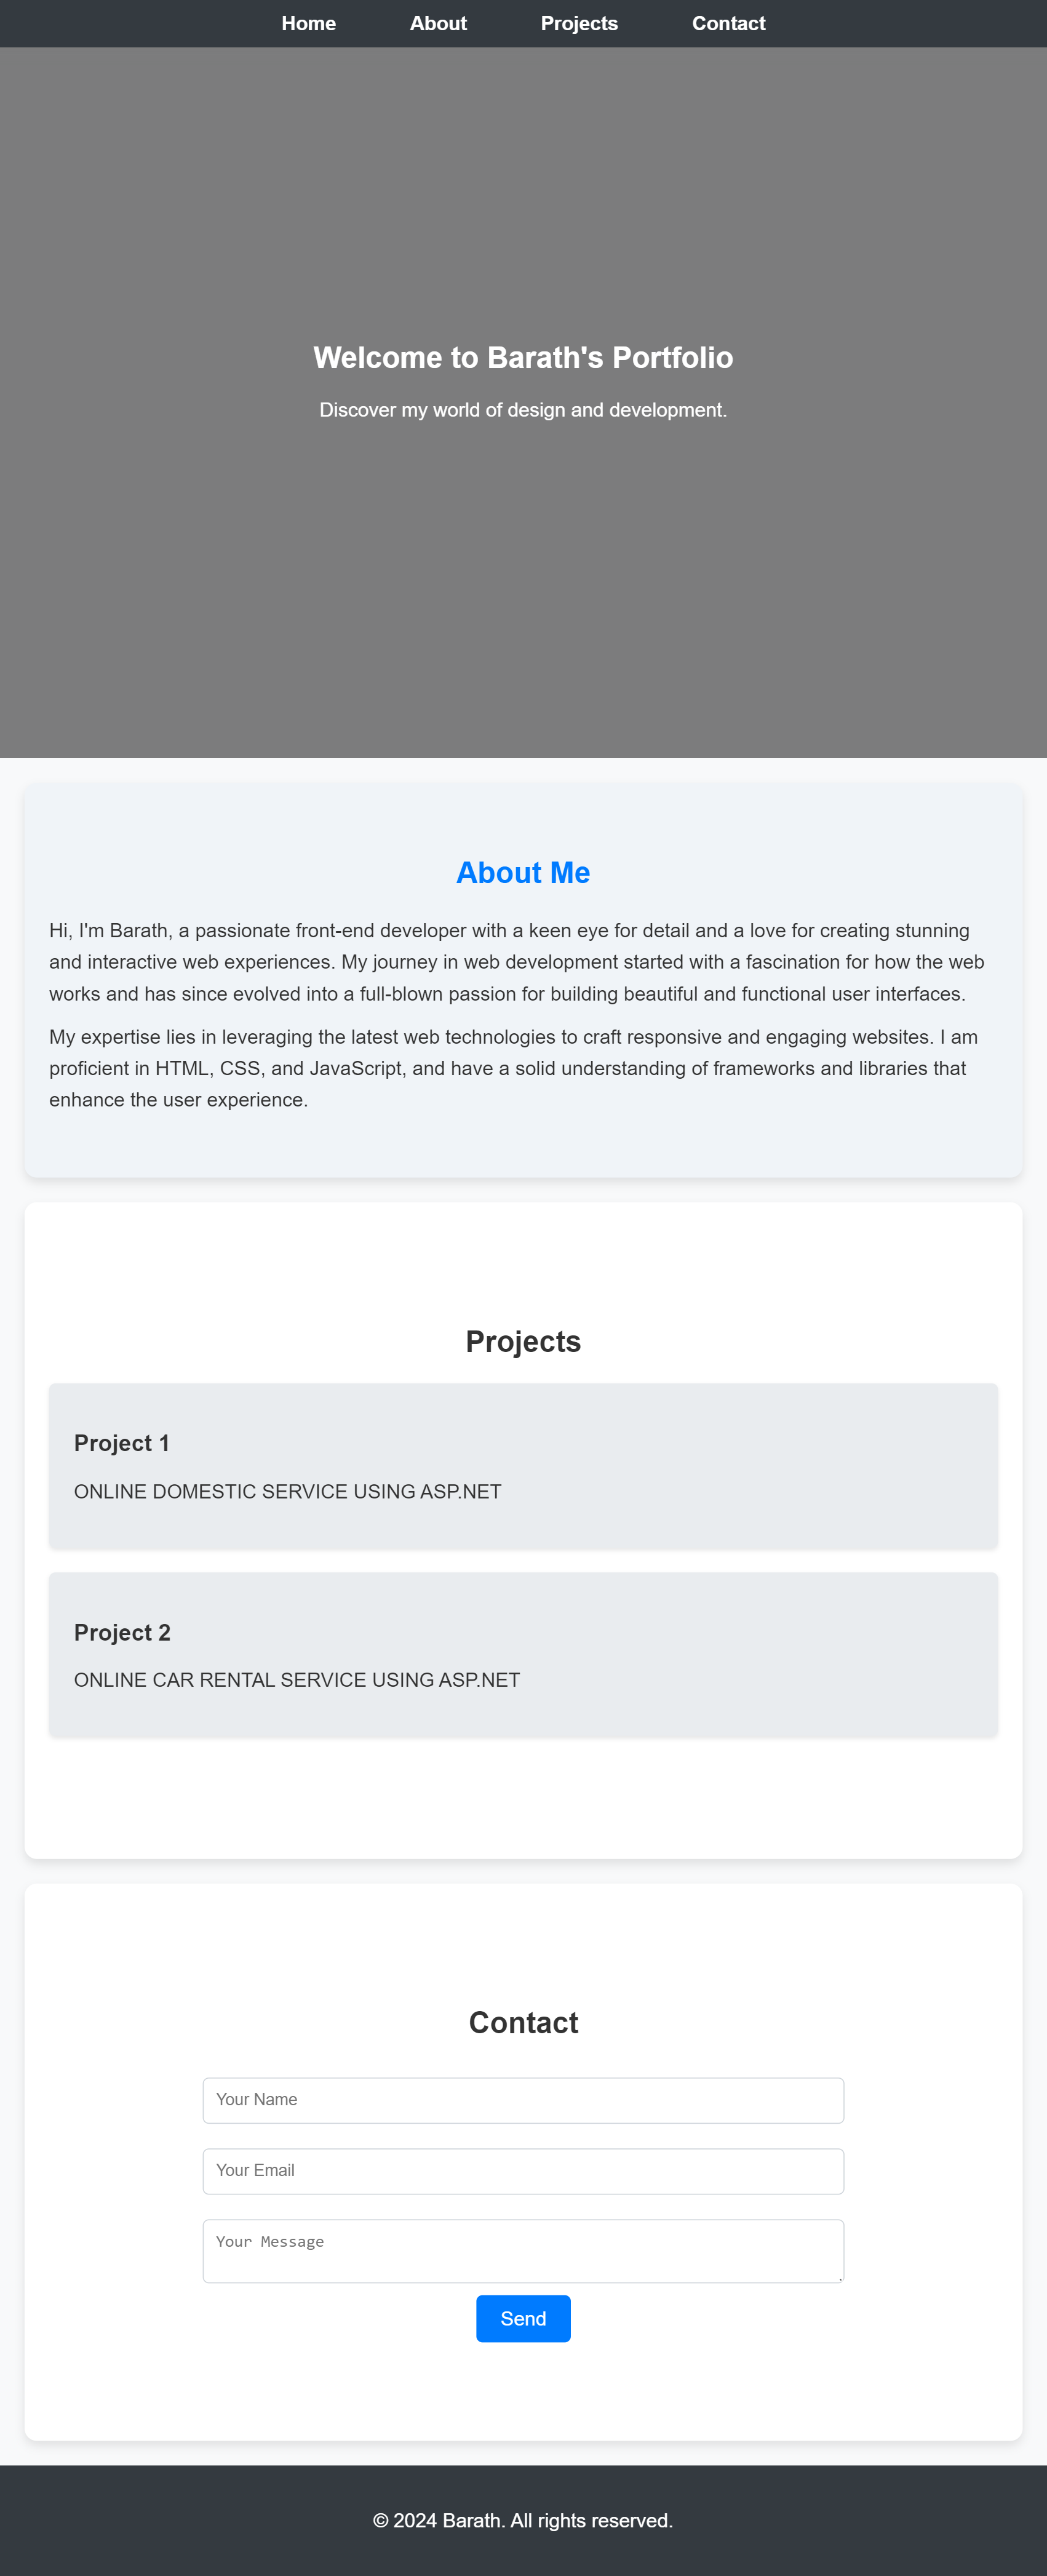 Home About Projects Contact
Welcome to Barath's Portfolio
Discover my world of design and development.
About Me
Hi, I'm Barath, a passionate front-end developer with a keen eye for detail and a love for creating stunning
and interactive web experiences. My journey in web development started with a fascination for how the web
works and has since evolved into a full-blown passion for building beautiful and functional user interfaces.
My expertise lies in leveraging the latest web technologies to craft responsive and engaging websites. I am
proficient in HTML, CSS, and JavaScript, and have a solid understanding of frameworks and libraries that
enhance the user experience.
Projects
Project 1
ONLINE DOMESTIC SERVICE USING ASP.NET
Project 2
ONLINE CAR RENTAL SERVICE USING ASP.NET
Contact
Your Name
Your Email
Your Message
Send
© 2024 Barath. All rights reserved.